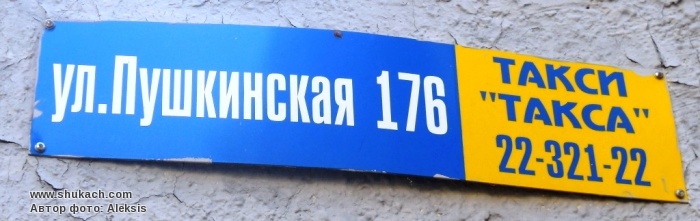 ул.Пушкинская 176
ТАКСИ
"ТАКСА"
22-321-22
www.shukach.com
Автор фото: Aleksis